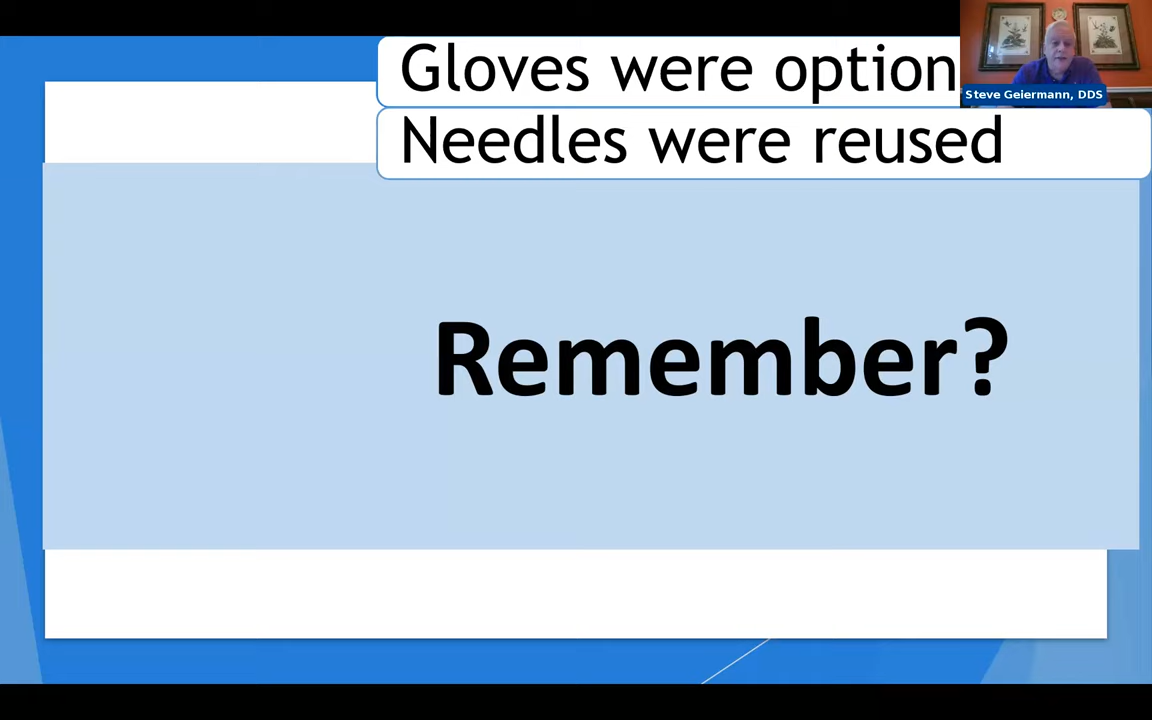 Gloves were option
Steve Geiermann, DDS
Needles were reused
Remember?